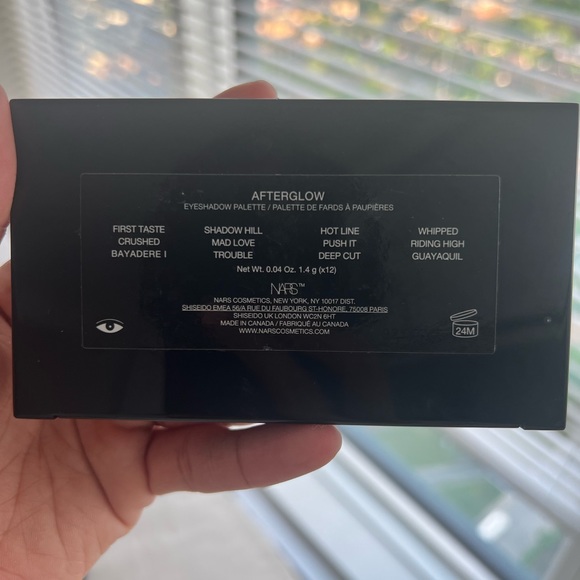 AFTERGLOW
EYESHADOW PALETTE / PALETTE DE FARDS À PAUPIÈRES
FIRST TASTE SHADOW HILL HOT LINE WHIPPED
CRUSHED MAD LOVE PUSH IT RIDING HIGH
BAYADERE I TROUBLE DEEP CUT GUAYAQUIL
Net Wt. 0.04 Oz. 1.4 g (x12)
NARS™
NARS COSMETICS, NEW YORK, NY 10017 DIST.
SHISEIDO EMEA 56/A RUE DU FAUBOURG ST-HONORE, 75008 PARIS
SHISEIDO UK LONDON WC2N 6HT
MADE IN CANADA / FABRIQUÉ AU CANADA
WWW.NARSCOSMETICS.COM
24M